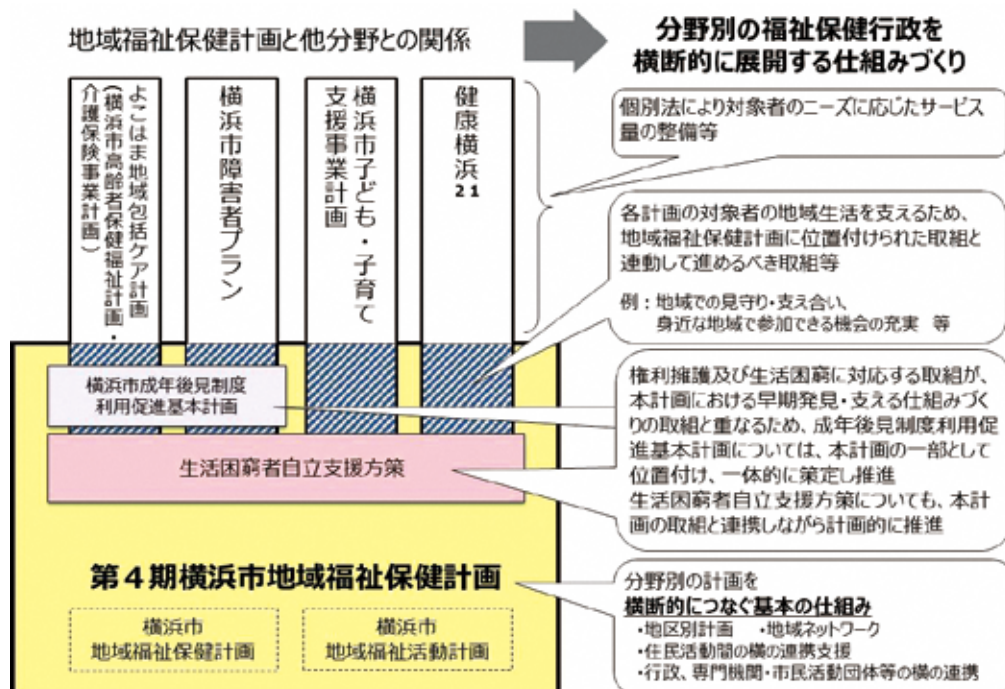 地域福祉保健計画と他分野との関係
分野別の福祉保健行政を
横断的に展開する仕組みづくり
よこはま地域包括ケア計画
(横浜市高齢者保健福祉計画・
介護保険事業計画)
横浜市障害者プラン
横浜市子ども・子育て
支援事業計画
健康横浜21
個別法により対象者のニーズに応じたサービス
量の整備等
各計画の対象者の地域生活を支えるため、
地域福祉保健計画に位置付けられた取組と
連動して進めるべき取組等
例：地域での見守り・支え合い、
身近な地域で参加できる機会の充実　等
横浜市成年後見制度
利用促進基本計画
生活困窮者自立支援方策
権利擁護及び生活困窮に対応する取組が、
本計画における早期発見・支える仕組みづく
りの取組と重なるため、成年後見制度利用促
進基本計画については、本計画の一部として
位置付け、一体的に策定し推進
生活困窮者自立支援方策についても、本計
画の取組と連携しながら計画的に推進
第４期横浜市地域福祉保健計画
横浜市
地域福祉保健計画
横浜市
地域福祉活動計画
分野別の計画を
横断的につなぐ基本の仕組み
・地区別計画　・地域ネットワーク
・住民活動間の横の連携支援
・行政、専門機関・市民活動団体等の横の連携